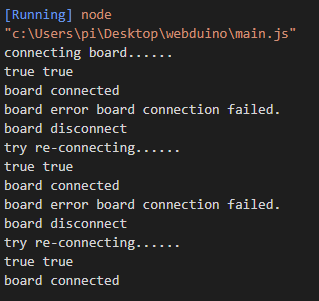 [Running] node
"c:\Users\pi\Desktop\webduino\main.js"
connecting board......
true true
board connected
board error board connection failed.
board disconnect
try re-connecting......
true true
board connected
board error board connection failed.
board disconnect
try re-connecting......
true true
board connected